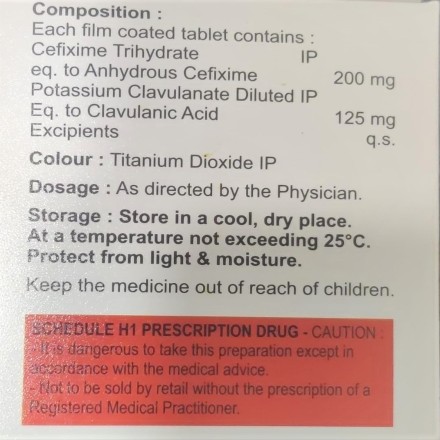 Composition :
Each film coated tablet contains :
Cefixime Trihydrate IP
eq. to Anhydrous Cefixime 200 mg
Potassium Clavulanate Diluted IP
Eq. to Clavulanic Acid 125 mg
Excipients q.s.
Colour : Titanium Dioxide IP
Dosage : As directed by the Physician.
Storage : Store in a cool, dry place.
At a temperature not exceeding 25°C.
Protect from light & moisture.
Keep the medicine out of reach of children.
SCHEDULE H1 PRESCRIPTION DRUG - CAUTION :
- It is dangerous to take this preparation except in
accordance with the medical advice.
- Not to be sold by retail without the prescription of a
Registered Medical Practitioner.